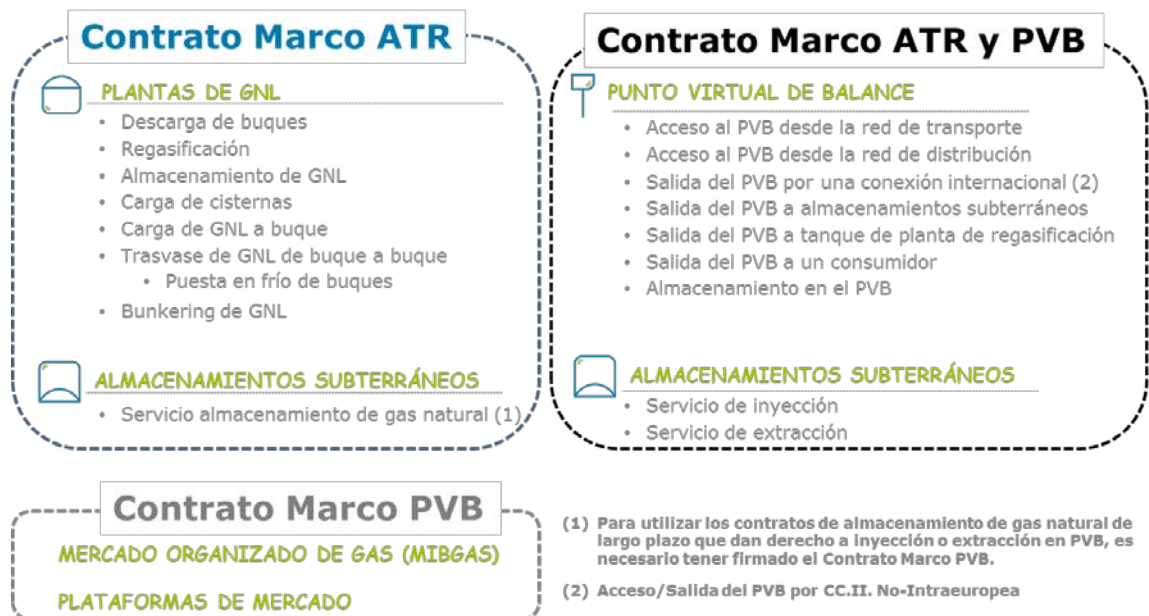 Contrato Marco ATR
PLANTAS DE GNL
• Descarga de buques
• Regasificación
• Almacenamiento de GNL
• Carga de cisternas
• Carga de GNL a buque
• Trasvase de GNL de buque a buque
• Puesta en frío de buques
• Bunkering de GNL
ALMACENAMIENTOS SUBTERRÁNEOS
• Servicio almacenamiento de gas natural (1)
Contrato Marco ATR y PVB
PUNTO VIRTUAL DE BALANCE
• Acceso al PVB desde la red de transporte
• Acceso al PVB desde la red de distribución
• Salida del PVB por una conexión internacional (2)
• Salida del PVB a almacenamientos subterráneos
• Salida del PVB a tanque de planta de regasificación
• Salida del PVB a un consumidor
• Almacenamiento en el PVB
ALMACENAMIENTOS SUBTERRÁNEOS
• Servicio de inyección
• Servicio de extracción
Contrato Marco PVB
MERCADO ORGANIZADO DE GAS (MIBGAS)
PLATAFORMAS DE MERCADO
(1) Para utilizar los contratos de almacenamiento de gas natural de
largo plazo que dan derecho a inyección o extracción en PVB, es
necesario tener firmado el Contrato Marco PVB.
(2) Acceso/Salida del PVB por CC.II. No-Intraeuropea